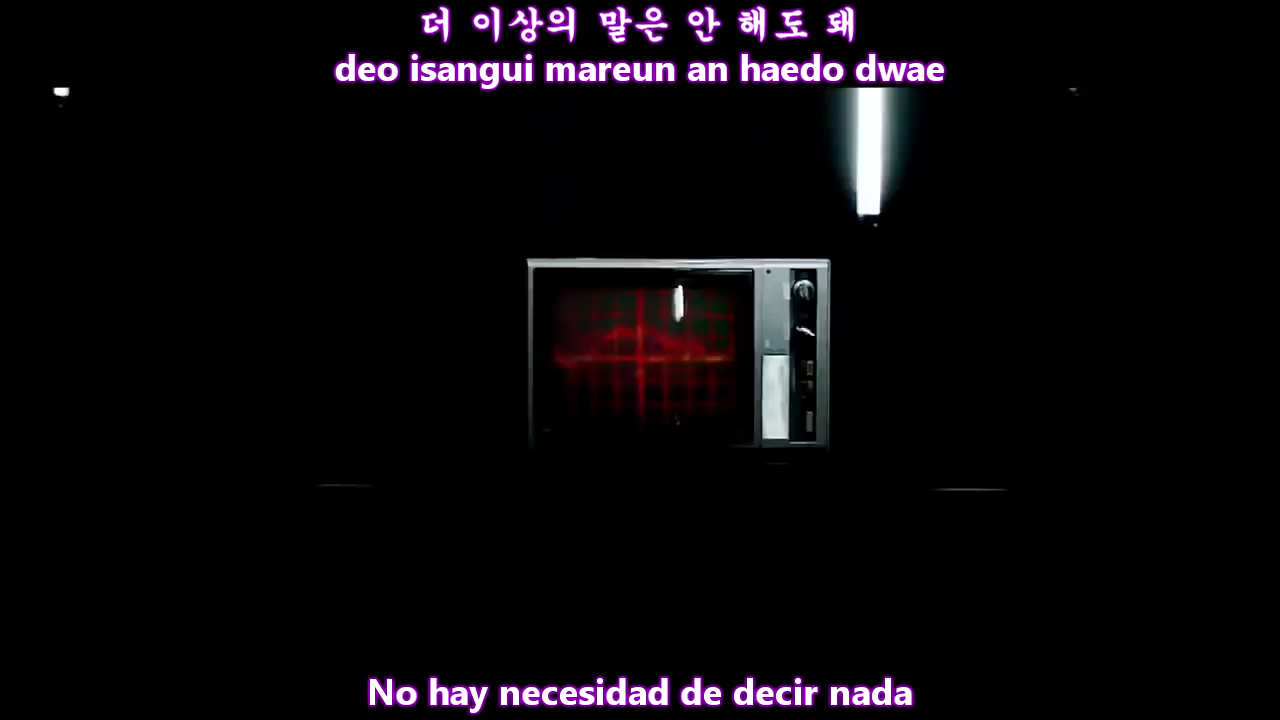 더 이상의 말은 안 해도 돼
deo isangui mareun an haedo dwae
No hay necesidad de decir nada